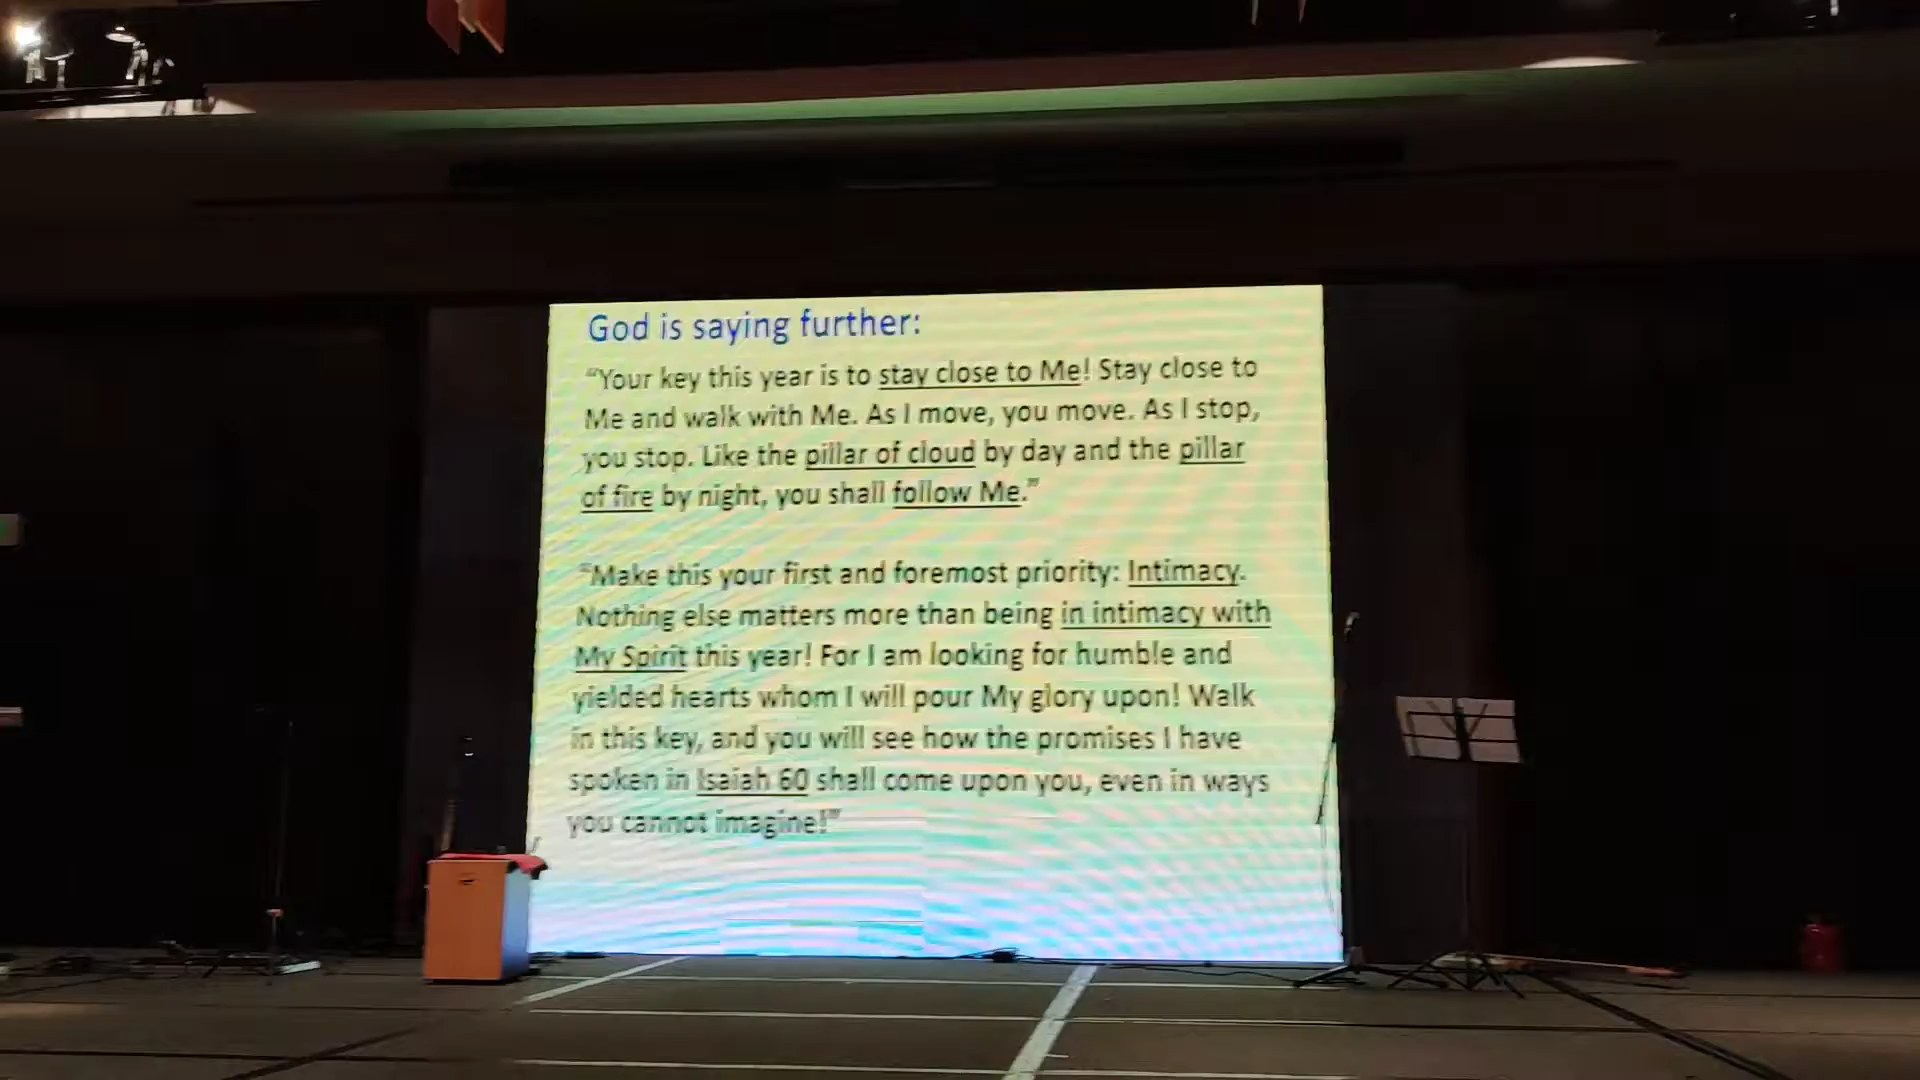 God is saying further:
“Your key this year is to stay close to Me! Stay close to
Me and walk with Me. As I move, you move. As I stop,
you stop. Like the pillar of cloud by day and the pillar
of fire by night, you shall follow Me.”
“Make this your first and foremost priority: Intimacy.
Nothing else matters more than being in intimacy with
My Spirit this year! For I am looking for humble and
yielded hearts whom I will pour My glory upon! Walk
in this key, and you will see how the promises I have
spoken in Isaiah 60 shall come upon you, even in ways
you cannot imagine!”